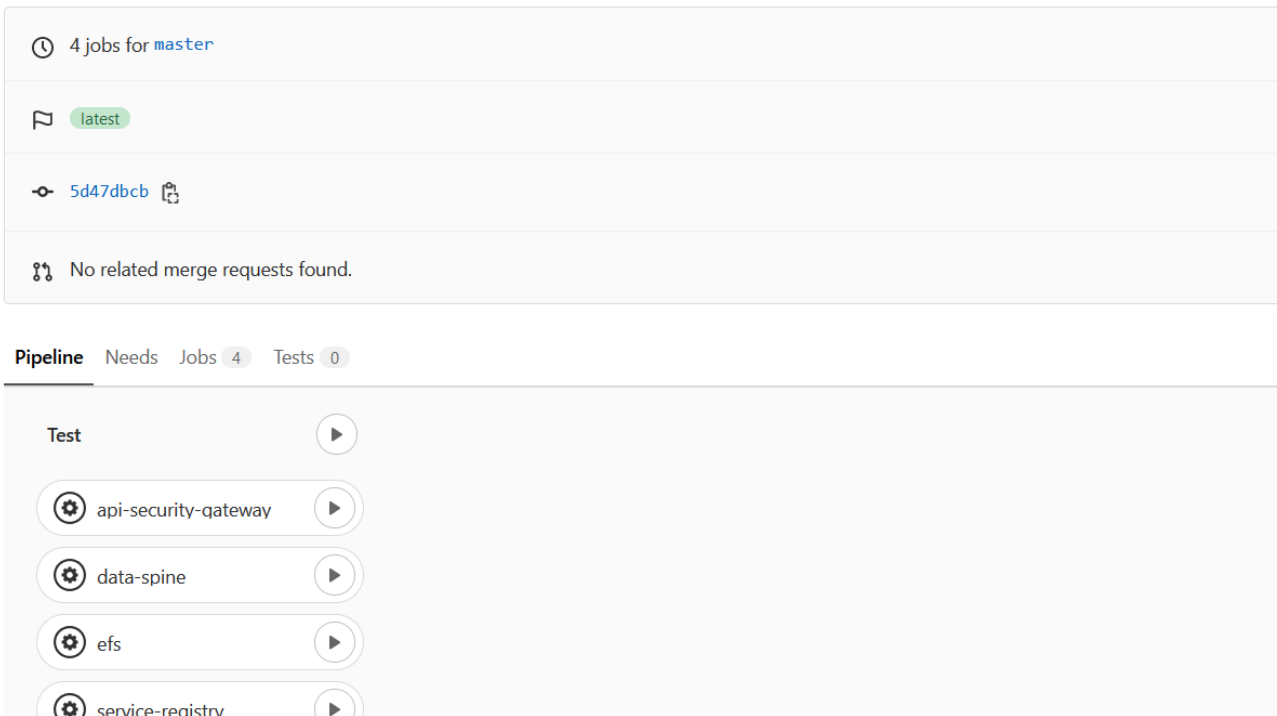 4 jobs for master
latest
5d47dbcb
No related merge requests found.
Pipeline Needs Jobs 4 Tests 0
Test
api-security-gateway
data-spine
efs
service-registry